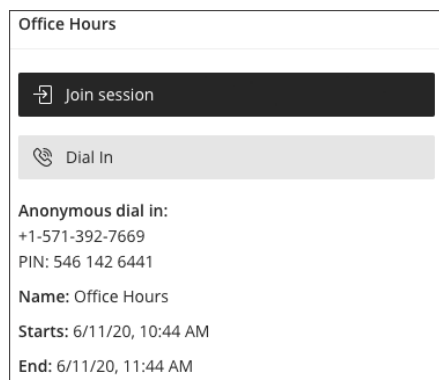 Office Hours
Join session
Dial In
Anonymous dial in:
+1-571-392-7669
PIN: 546 142 6441
Name: Office Hours
Starts: 6/11/20, 10:44 AM
End: 6/11/20, 11:44 AM